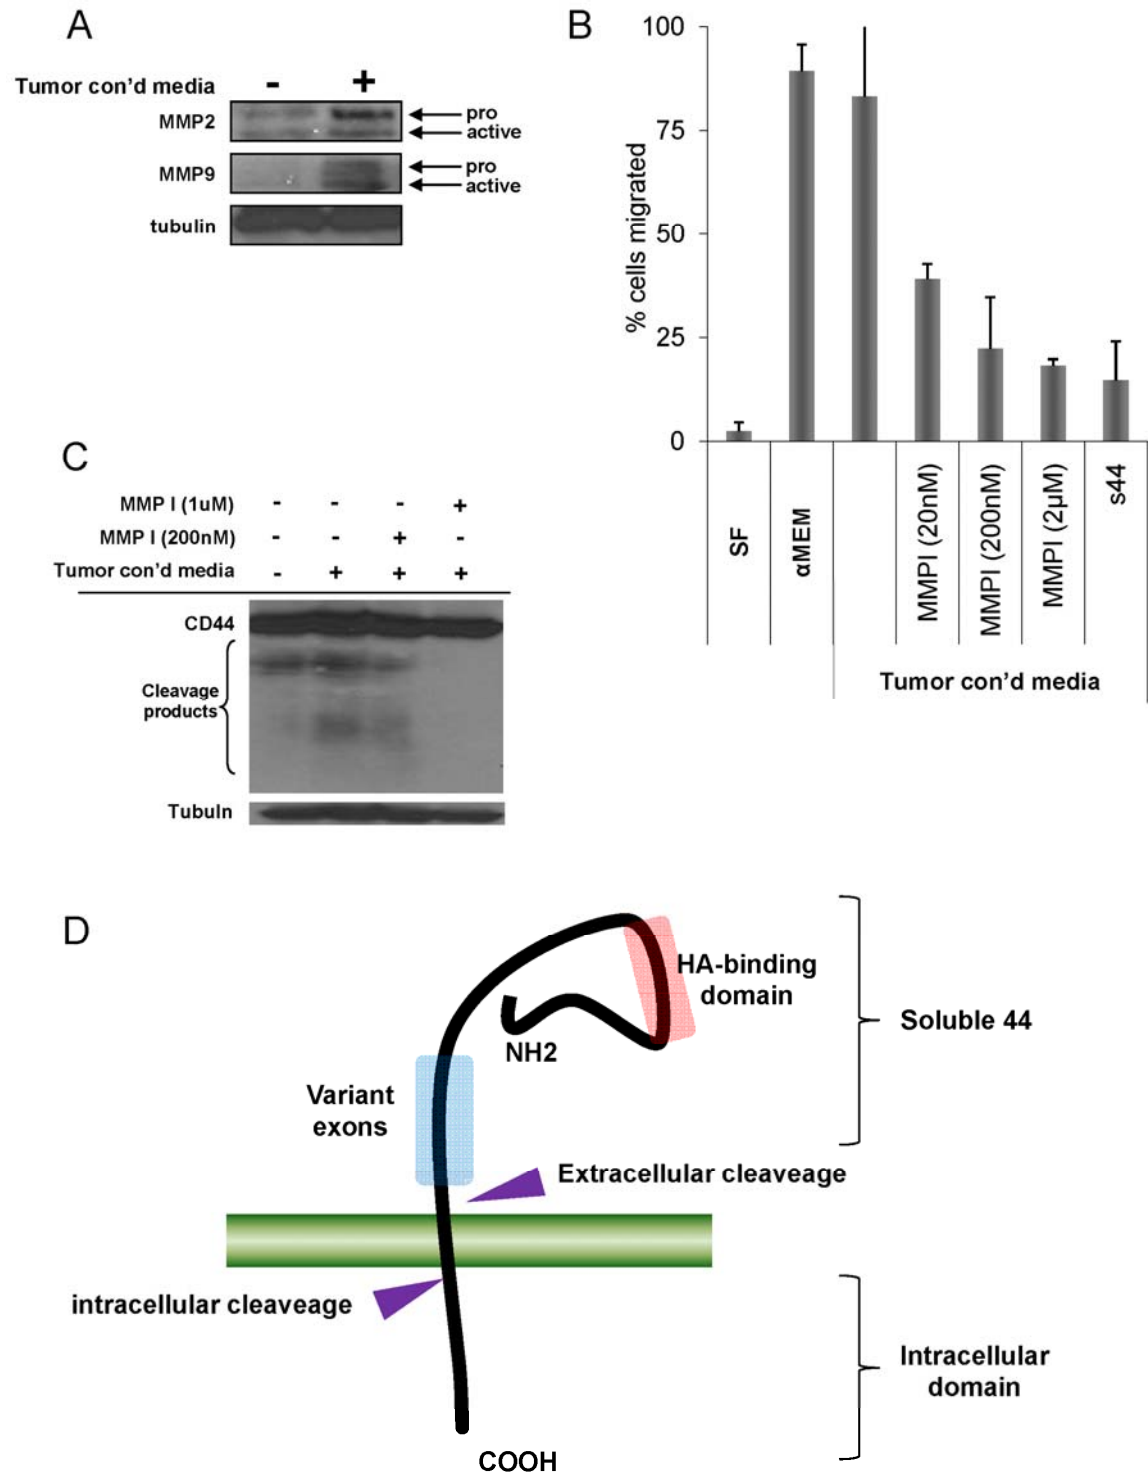 A
Tumor con'd media - +
MMP2
pro
active
MMP9
pro
active
tubulin
B
% cells migrated
100
75
50
25
0
SF
αMEM
MMPI (20nM)
MMPI (200nM)
MMPI (2µM)
s44
Tumor con'd media
C
MMP I (1uM) - - - +
MMP I (200nM) - - + -
Tumor con'd media - + + +
CD44
Cleavage
products
Tubuln
D
HA-binding
domain
NH2
Soluble 44
Variant
exons
Extracellular cleaveage
intracellular cleaveage
Intracellular
domain
COOH